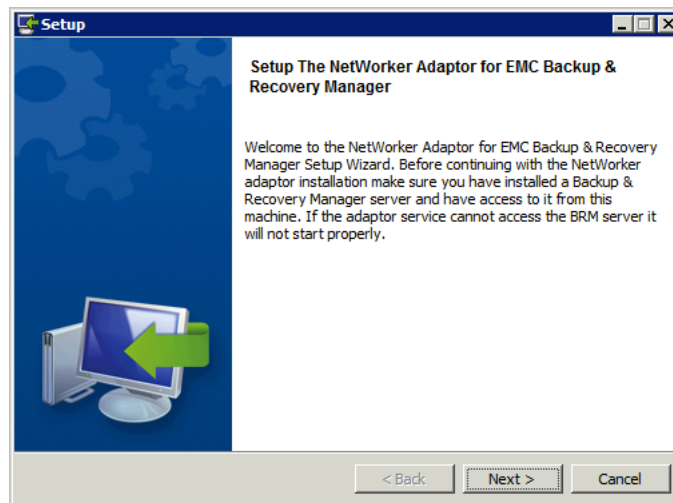 Setup
Setup The NetWorker Adaptor for EMC Backup &
Recovery Manager
Welcome to the NetWorker Adaptor for EMC Backup & Recovery
Manager Setup Wizard. Before continuing with the NetWorker
adaptor installation make sure you have installed a Backup &
Recovery Manager server and have access to it from this
machine. If the adaptor service cannot access the BRM server it
will not start properly.
< Back
Next >
Cancel